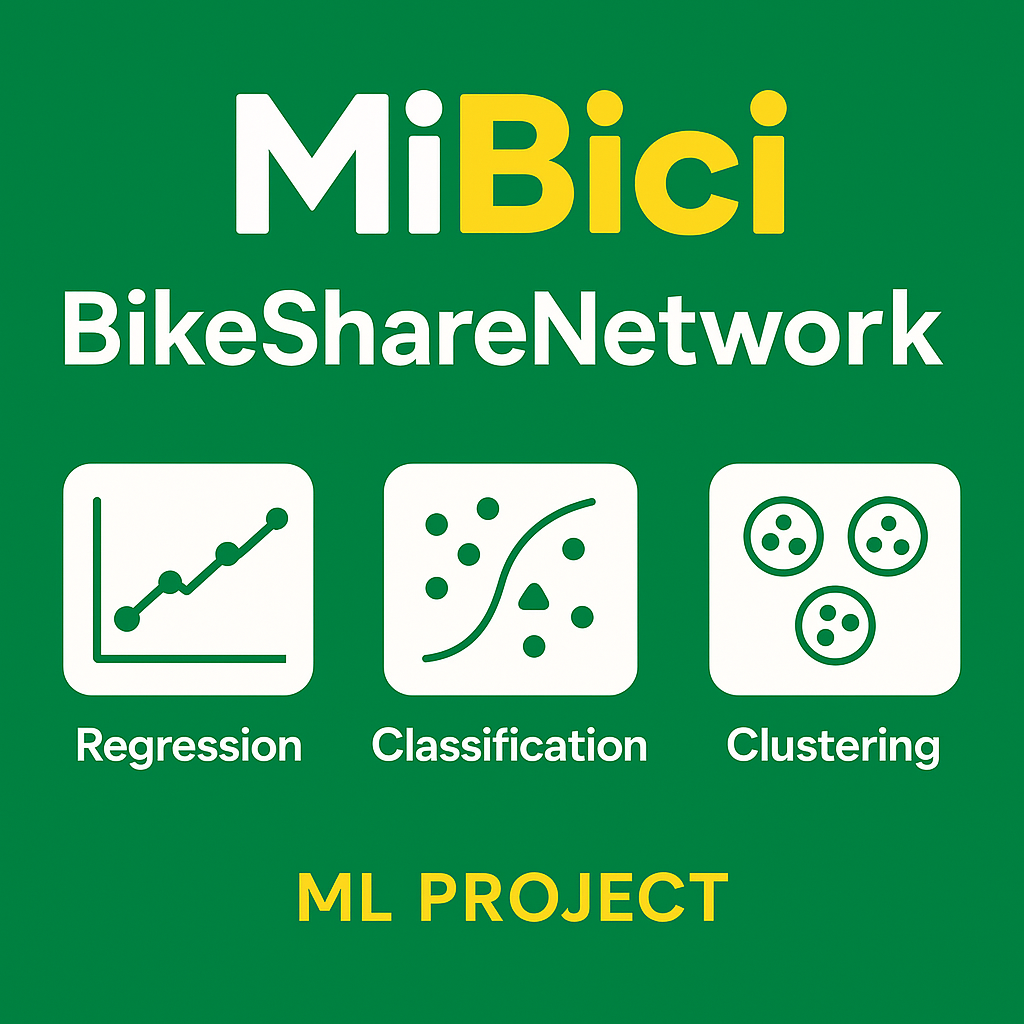 MiBici
BikeShareNetwork
Regression
Classification
Clustering
ML PROJECT